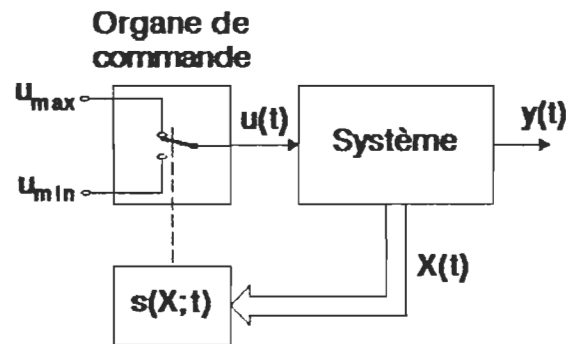 Organe de
commande
u_max
u(t)
Système
y(t)
u_min
X(t)
s(X;t)